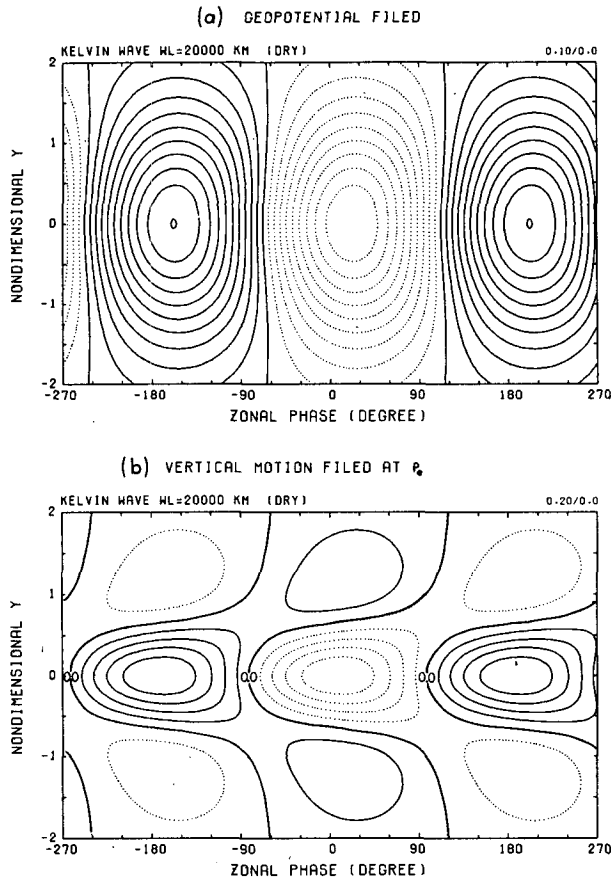 (a) GEOPOTENTIAL FILED
KELVIN WAVE WL=20000 KM (DRY) 0.10/0.0
NONDIMENSIONAL Y
2
1
0
-1
-2
0 0
-270 -180 -90 0 90 180 270
ZONAL PHASE (DEGREE)
(b) VERTICAL MOTION FILED AT Pe
KELVIN WAVE WL=20000 KM (DRY) 0.20/0.0
NONDIMENSIONAL Y
2
1
0
-1
-2
0.0 0.0 0.0
-270 -180 -90 0 90 180 270
ZONAL PHASE (DEGREE)